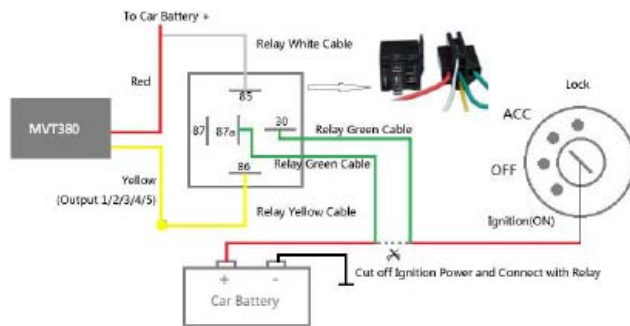 To Car Battery +
Relay White Cable
Red
85
Lock
MVT380
87
87a
30
Relay Green Cable
ACC
Relay Green Cable
OFF
86
Yellow
(Output 1/2/3/4/5)
Relay Yellow Cable
Ignition(ON)
Cut off Ignition Power and Connect with Relay
+
-
Car Battery